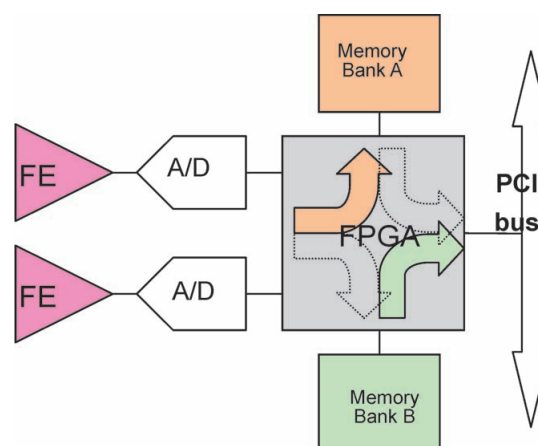 Memory
Bank A
FE
A/D
PCI
bus
FPGA
FE
A/D
Memory
Bank B